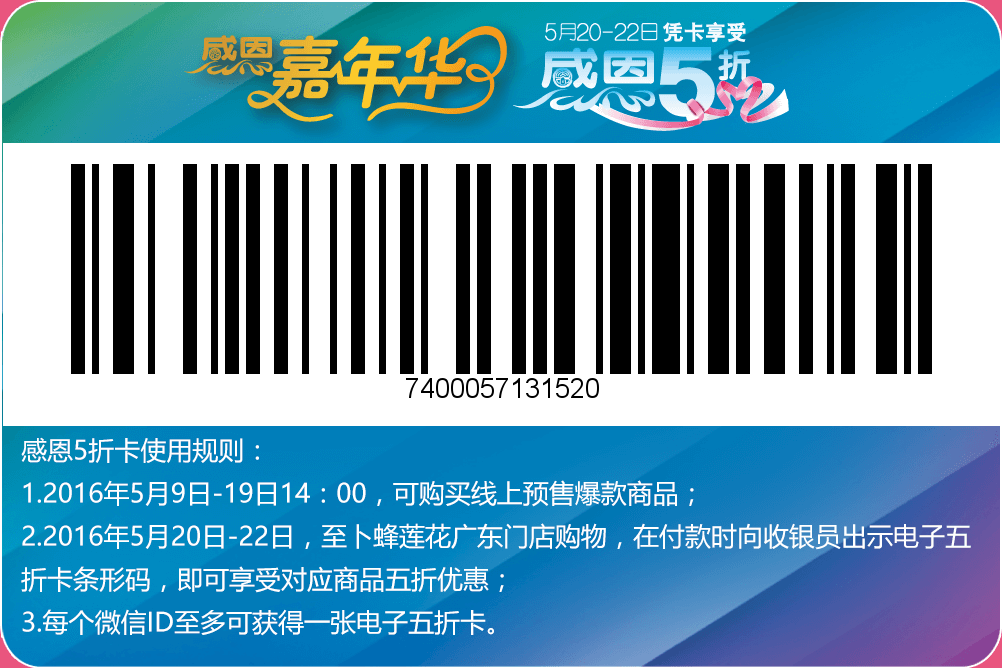 感恩嘉年华
5月20-22日 凭卡享受
感恩5折
7400057131520
感恩5折卡使用规则：
1.2016年5月9日-19日14：00，可购买线上预售爆款商品；
2.2016年5月20日-22日，至卜蜂莲花广东门店购物，在付款时向收银员出示电子五
折卡条形码，即可享受对应商品五折优惠；
3.每个微信ID至多可获得一张电子五折卡。